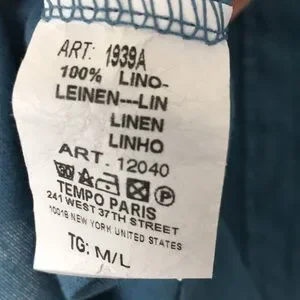 ART: 1939A
100% LINO-
LEINEN---LIN
LINEN
LINHO
ART. 12040
P
TEMPO PARIS
241 WEST 37TH STREET
10018 NEW YORK UNITED STATES
TG: M/L